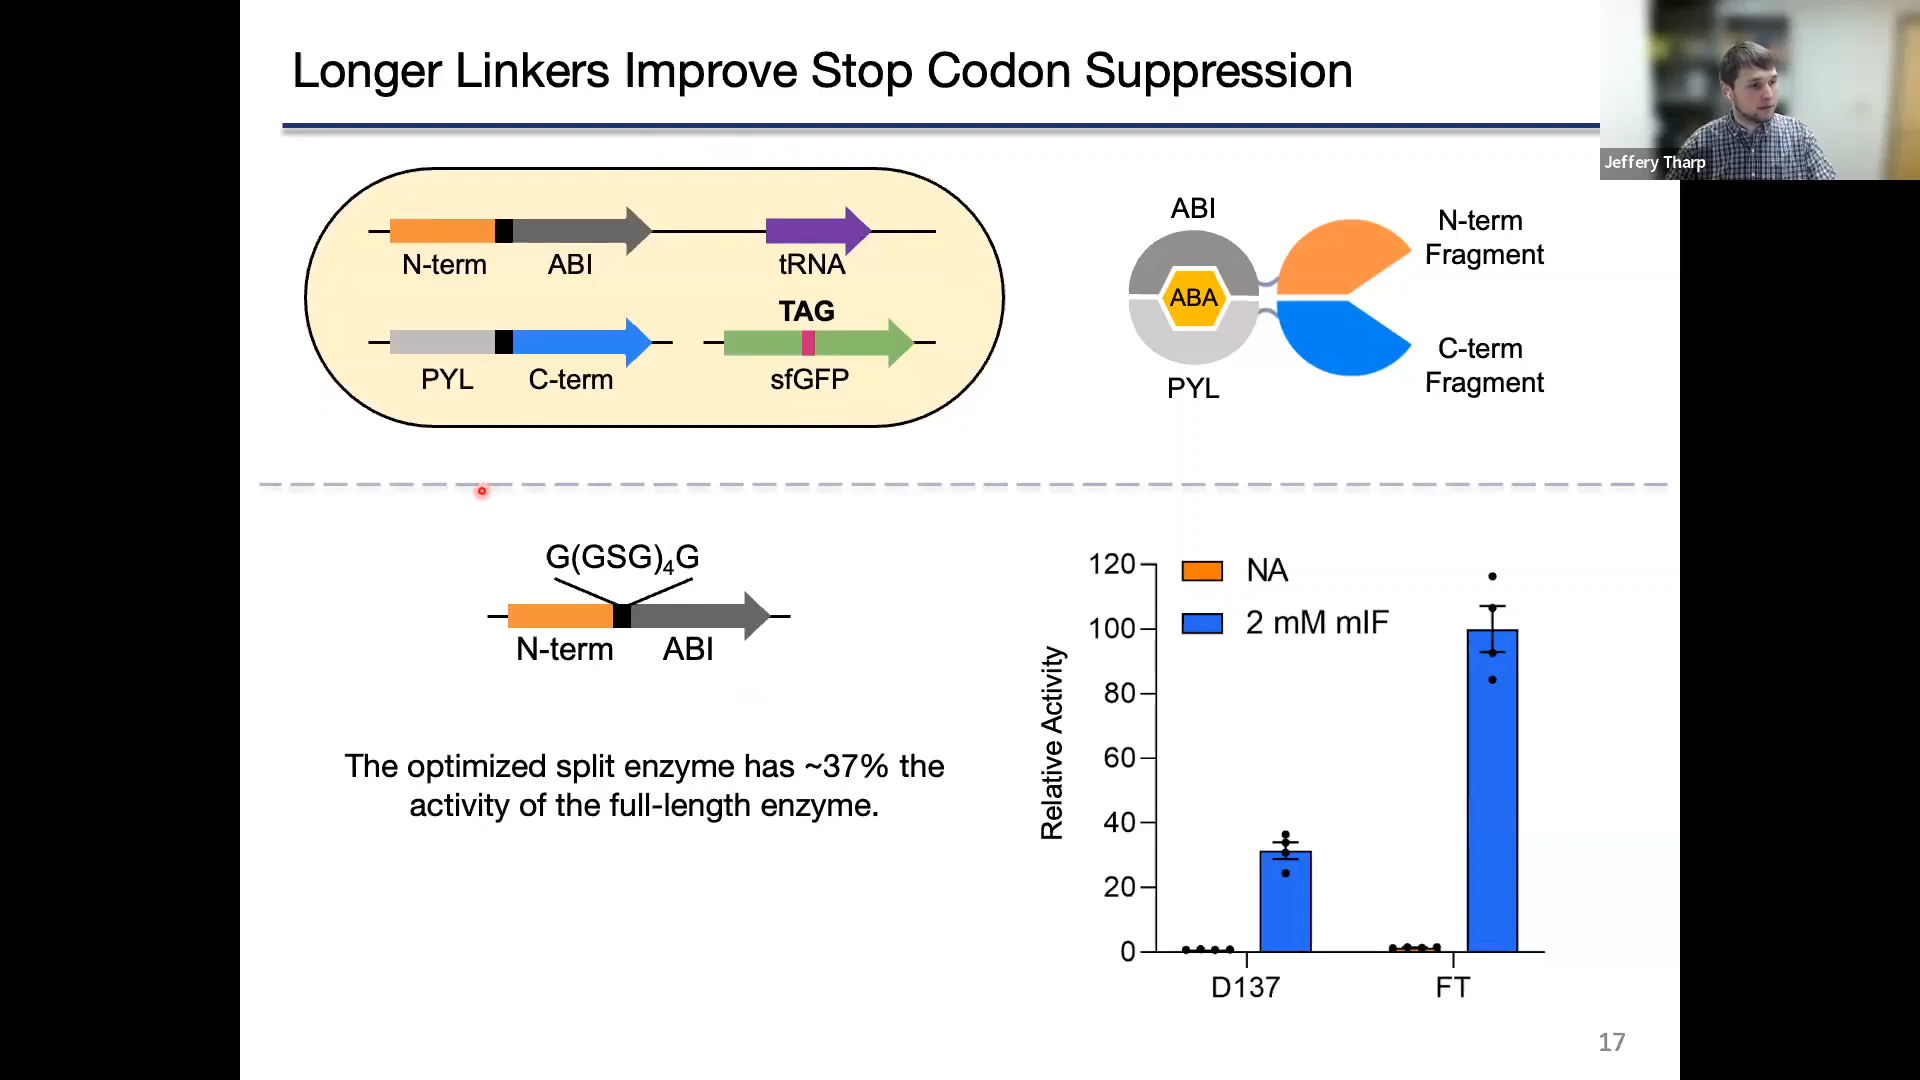 Longer Linkers Improve Stop Codon Suppression
Jeffery Tharp
N-term
ABI
tRNA
TAG
PYL
C-term
sfGFP
ABI
ABA
PYL
N-term
Fragment
C-term
Fragment
G(GSG)₄G
N-term
ABI
The optimized split enzyme has ~37% the
activity of the full-length enzyme.
NA
2 mM mIF
Relative Activity
120
100
80
60
40
20
0
D137
FT
17